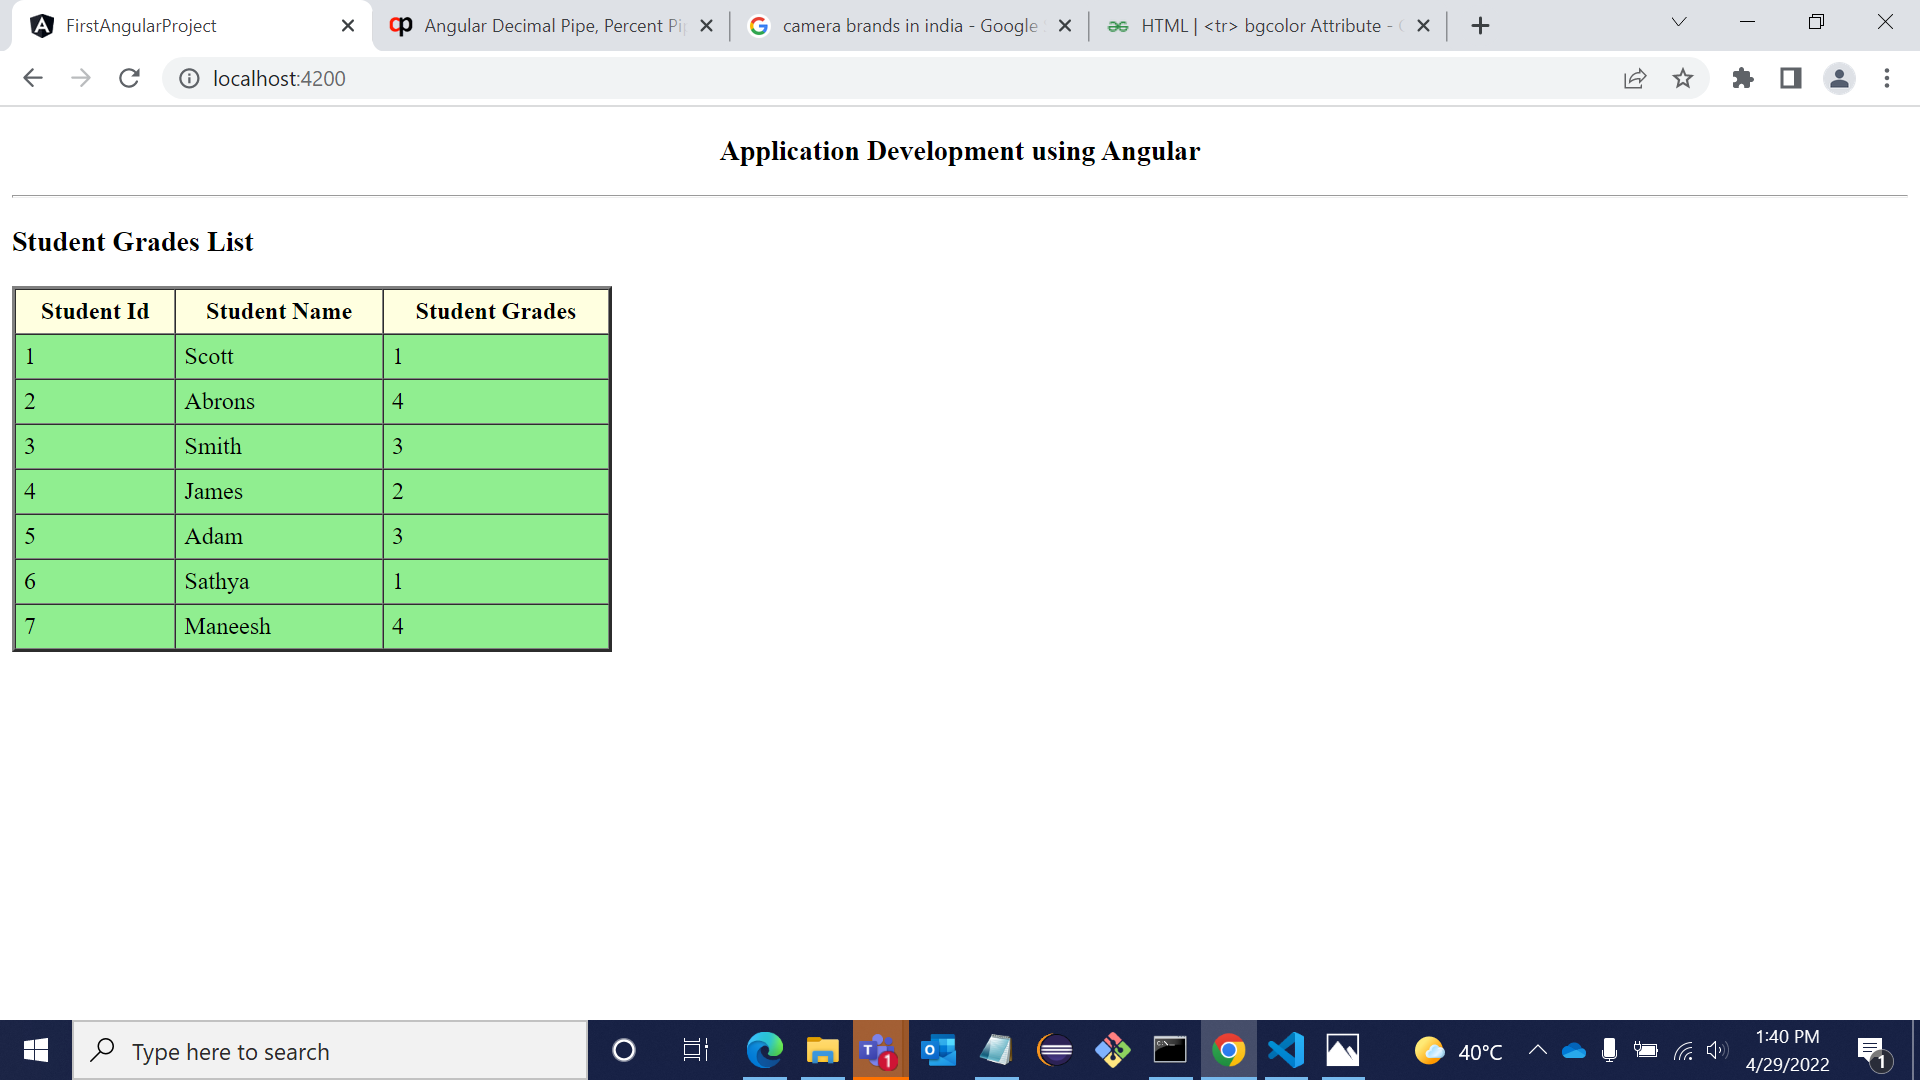 FirstAngularProject
Angular Decimal Pipe, Percent Pi
camera brands in india - Google
HTML | <tr> bgcolor Attribute -
localhost:4200
Application Development using Angular
Student Grades List
Student Id Student Name Student Grades
1 Scott 1
2 Abrons 4
3 Smith 3
4 James 2
5 Adam 3
6 Sathya 1
7 Maneesh 4
Type here to search
1
40°C
1:40 PM
4/29/2022
1